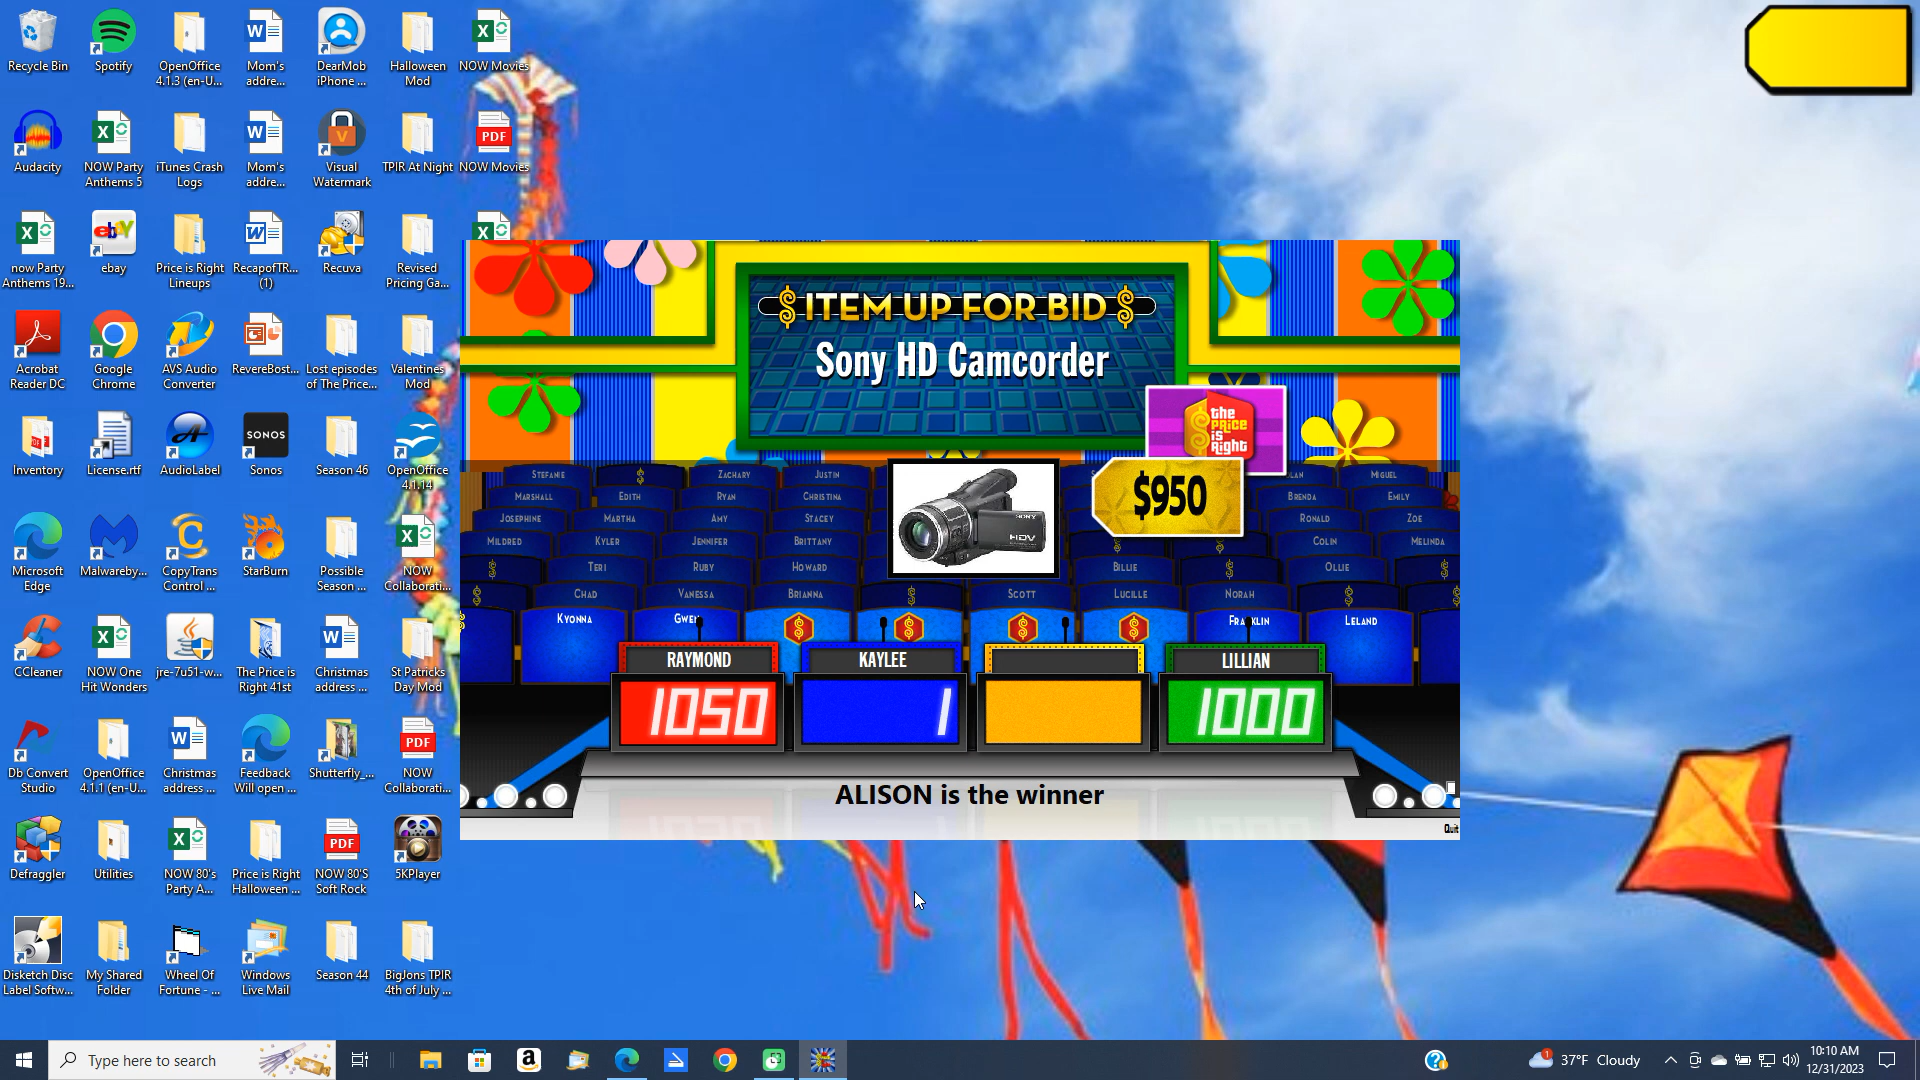 Recycle Bin
Spotify
OpenOffice
4.1.3 (en-U...
Mom's
addre...
DearMob
iPhone ...
Halloween
Mod
NOW Movies
Audacity
NOW Party
Anthems 5
iTunes Crash
Logs
Mom's
addre...
Visual
Watermark
TPIR At Night
PDF
NOW Movies
now Party
Anthems 19...
ebay
ebay
Price is Right
Lineups
RecapofTR...
(1)
Recuva
Revised
Pricing Ga...
Acrobat
Reader DC
Google
Chrome
AVS Audio
Converter
RevereBost...
Lost episodes
of The Price...
Valentines
Mod
Inventory
License.rtf
AudioLabel
SONOS
Sonos
Season 46
OpenOffice
4.1.14
Microsoft
Edge
Malwareby...
CopyTrans
Control ...
StarBurn
Possible
Season ...
NOW
Collaborati...
CCleaner
NOW One
Hit Wonders
jre-7u51-w...
The Price is
Right 41st
Christmas
address ...
St Patricks
Day Mod
Db Convert
Studio
OpenOffice
4.1.1 (en-U...
Christmas
address ...
Feedback
Will open ...
Shutterfly_...
PDF
NOW
Collaborati...
Defraggler
Utilities
NOW 80's
Party A...
Price is Right
Halloween ...
PDF
NOW 80'S
Soft Rock
5KPlayer
Disketch Disc
Label Softw...
My Shared
Folder
Wheel Of
Fortune - ...
Windows
Live Mail
Season 44
BigJons TPIR
4th of July ...
$ ITEM UP FOR BID $
Sony HD Camcorder
the
PRICE
is
Right
$950
SONY
HDV
STEFANIE
ZACHARY
JUSTIN
MIGUEL
MARSHALL
EDITH
RYAN
CHRISTINA
BRENDA
EMILY
JOSEPHINE
MARTHA
AMY
STACEY
RONALD
ZOE
MILDRED
KYLER
JENNIFER
BRITTANY
COLIN
MELINDA
TERI
RUBY
HOWARD
BILLIE
OLLIE
CHAD
VANESSA
BRIANNA
SCOTT
LUCILLE
NORAH
KYONNA
GWEN
FRANKLIN
LELAND
RAYMOND
KAYLEE
LILLIAN
1050
1
1000
ALISON is the winner
Quit
Type here to search
1
37°F Cloudy
10:10 AM
12/31/2023